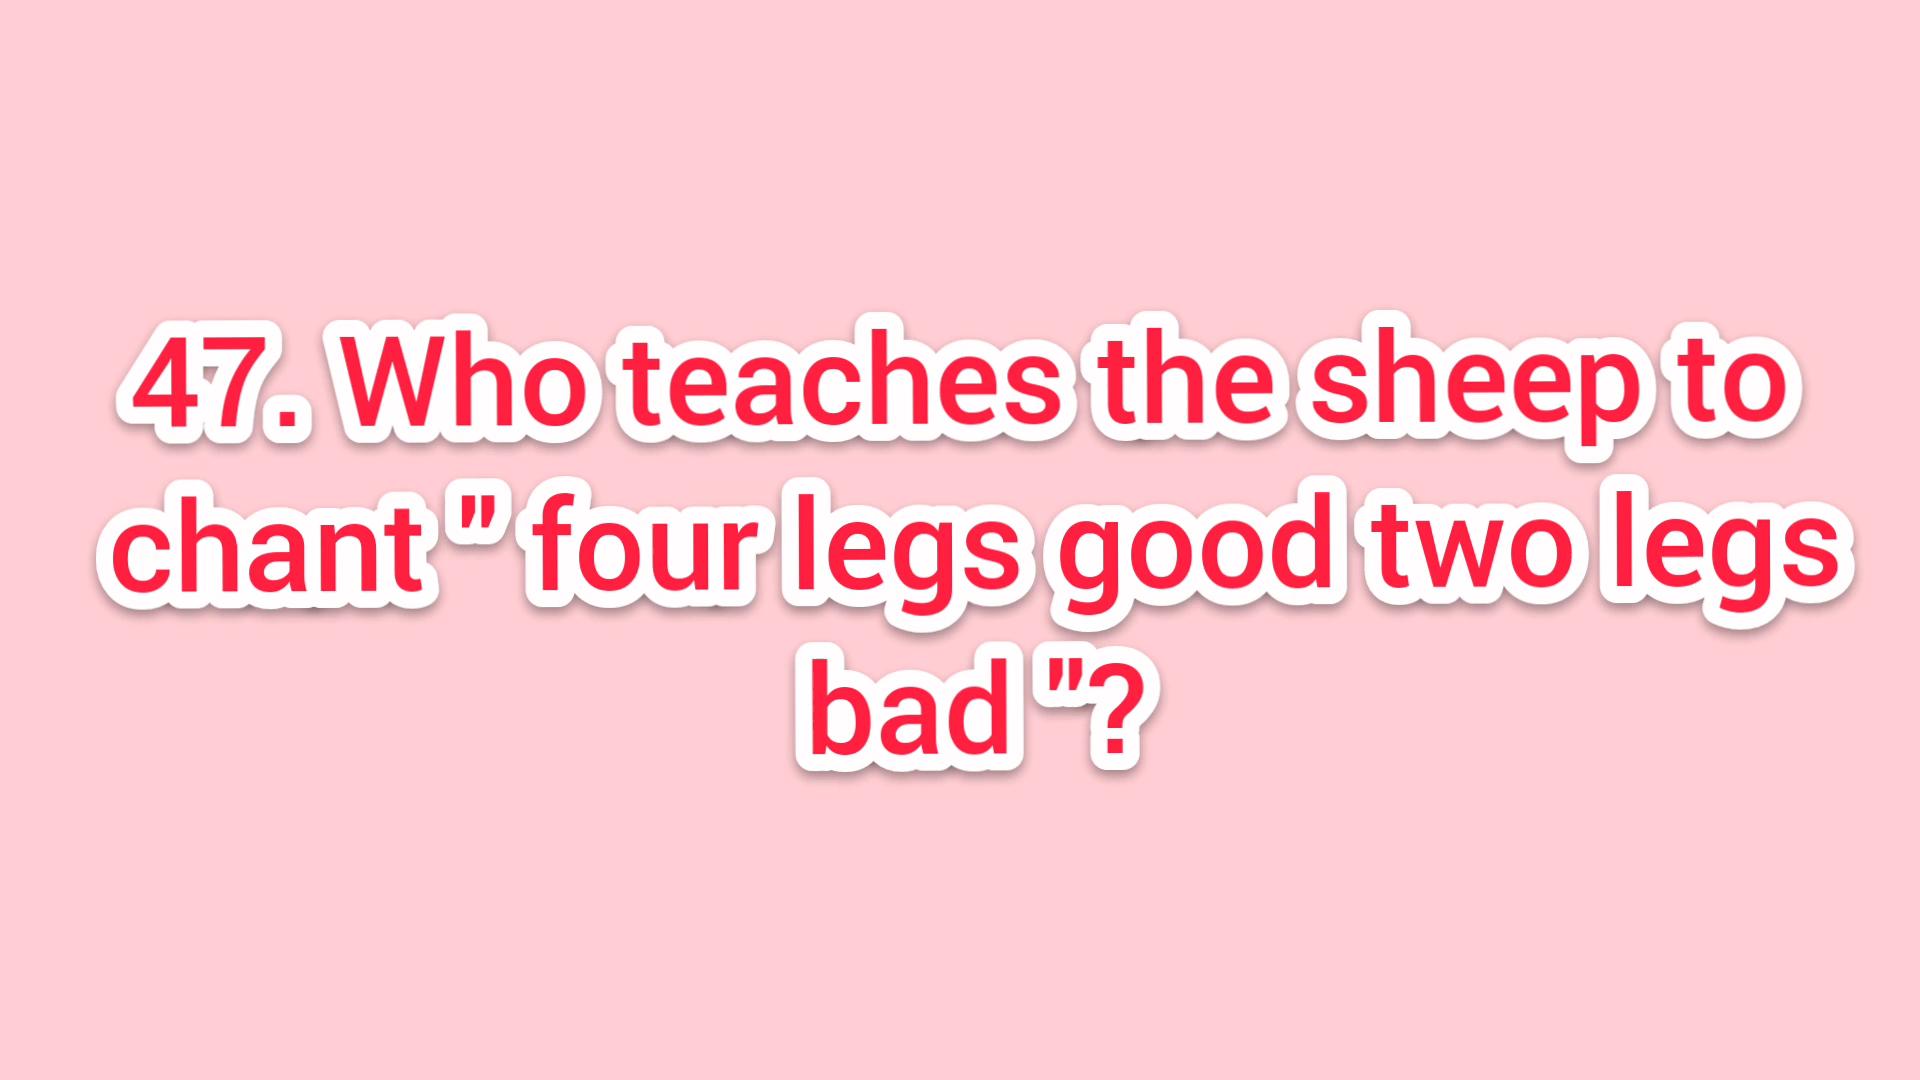 47. Who teaches the sheep to
chant " four legs good two legs
bad "?